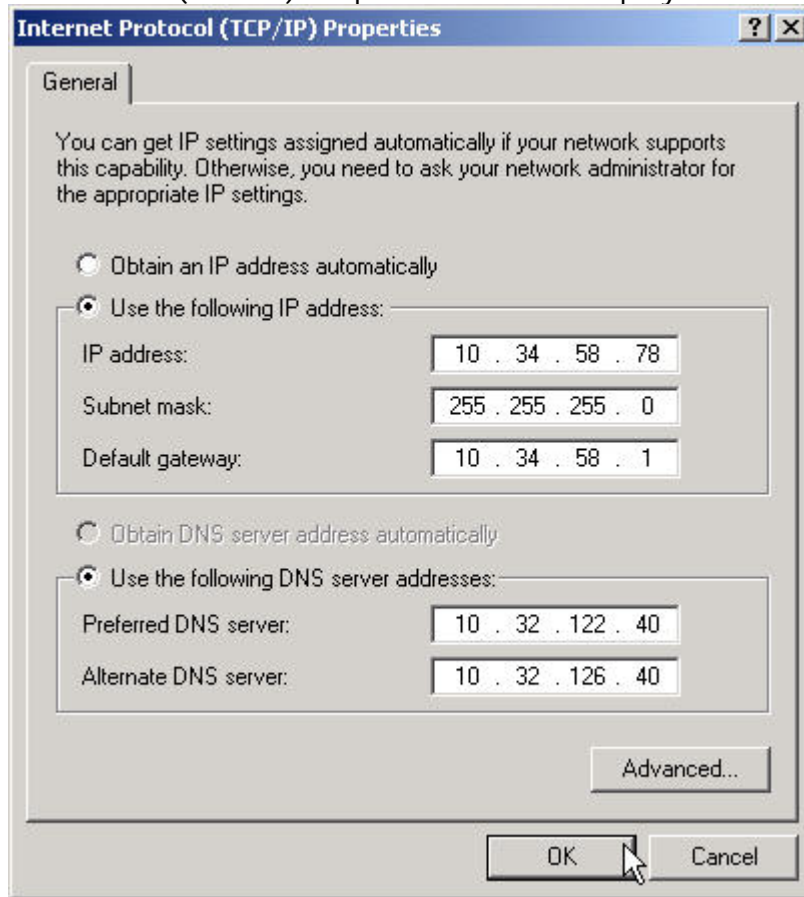 Internet Protocol (TCP/IP) Properties
General
You can get IP settings assigned automatically if your network supports
this capability. Otherwise, you need to ask your network administrator for
the appropriate IP settings.
Obtain an IP address automatically
Use the following IP address:
IP address: 10 . 34 . 58 . 78
Subnet mask: 255 . 255 . 255 . 0
Default gateway: 10 . 34 . 58 . 1
Obtain DNS server address automatically
Use the following DNS server addresses:
Preferred DNS server: 10 . 32 . 122 . 40
Alternate DNS server: 10 . 32 . 126 . 40
Advanced...
OK Cancel